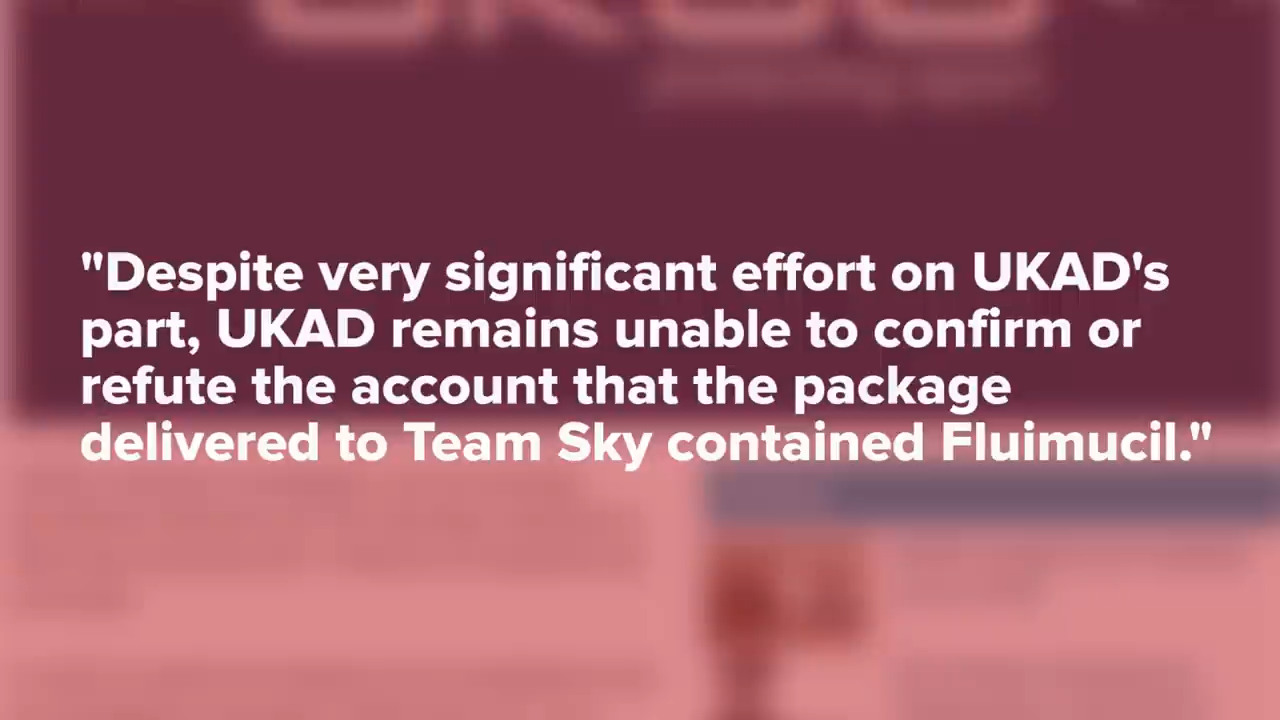 "Despite very significant effort on UKAD's
part, UKAD remains unable to confirm or
refute the account that the package
delivered to Team Sky contained Fluimucil."